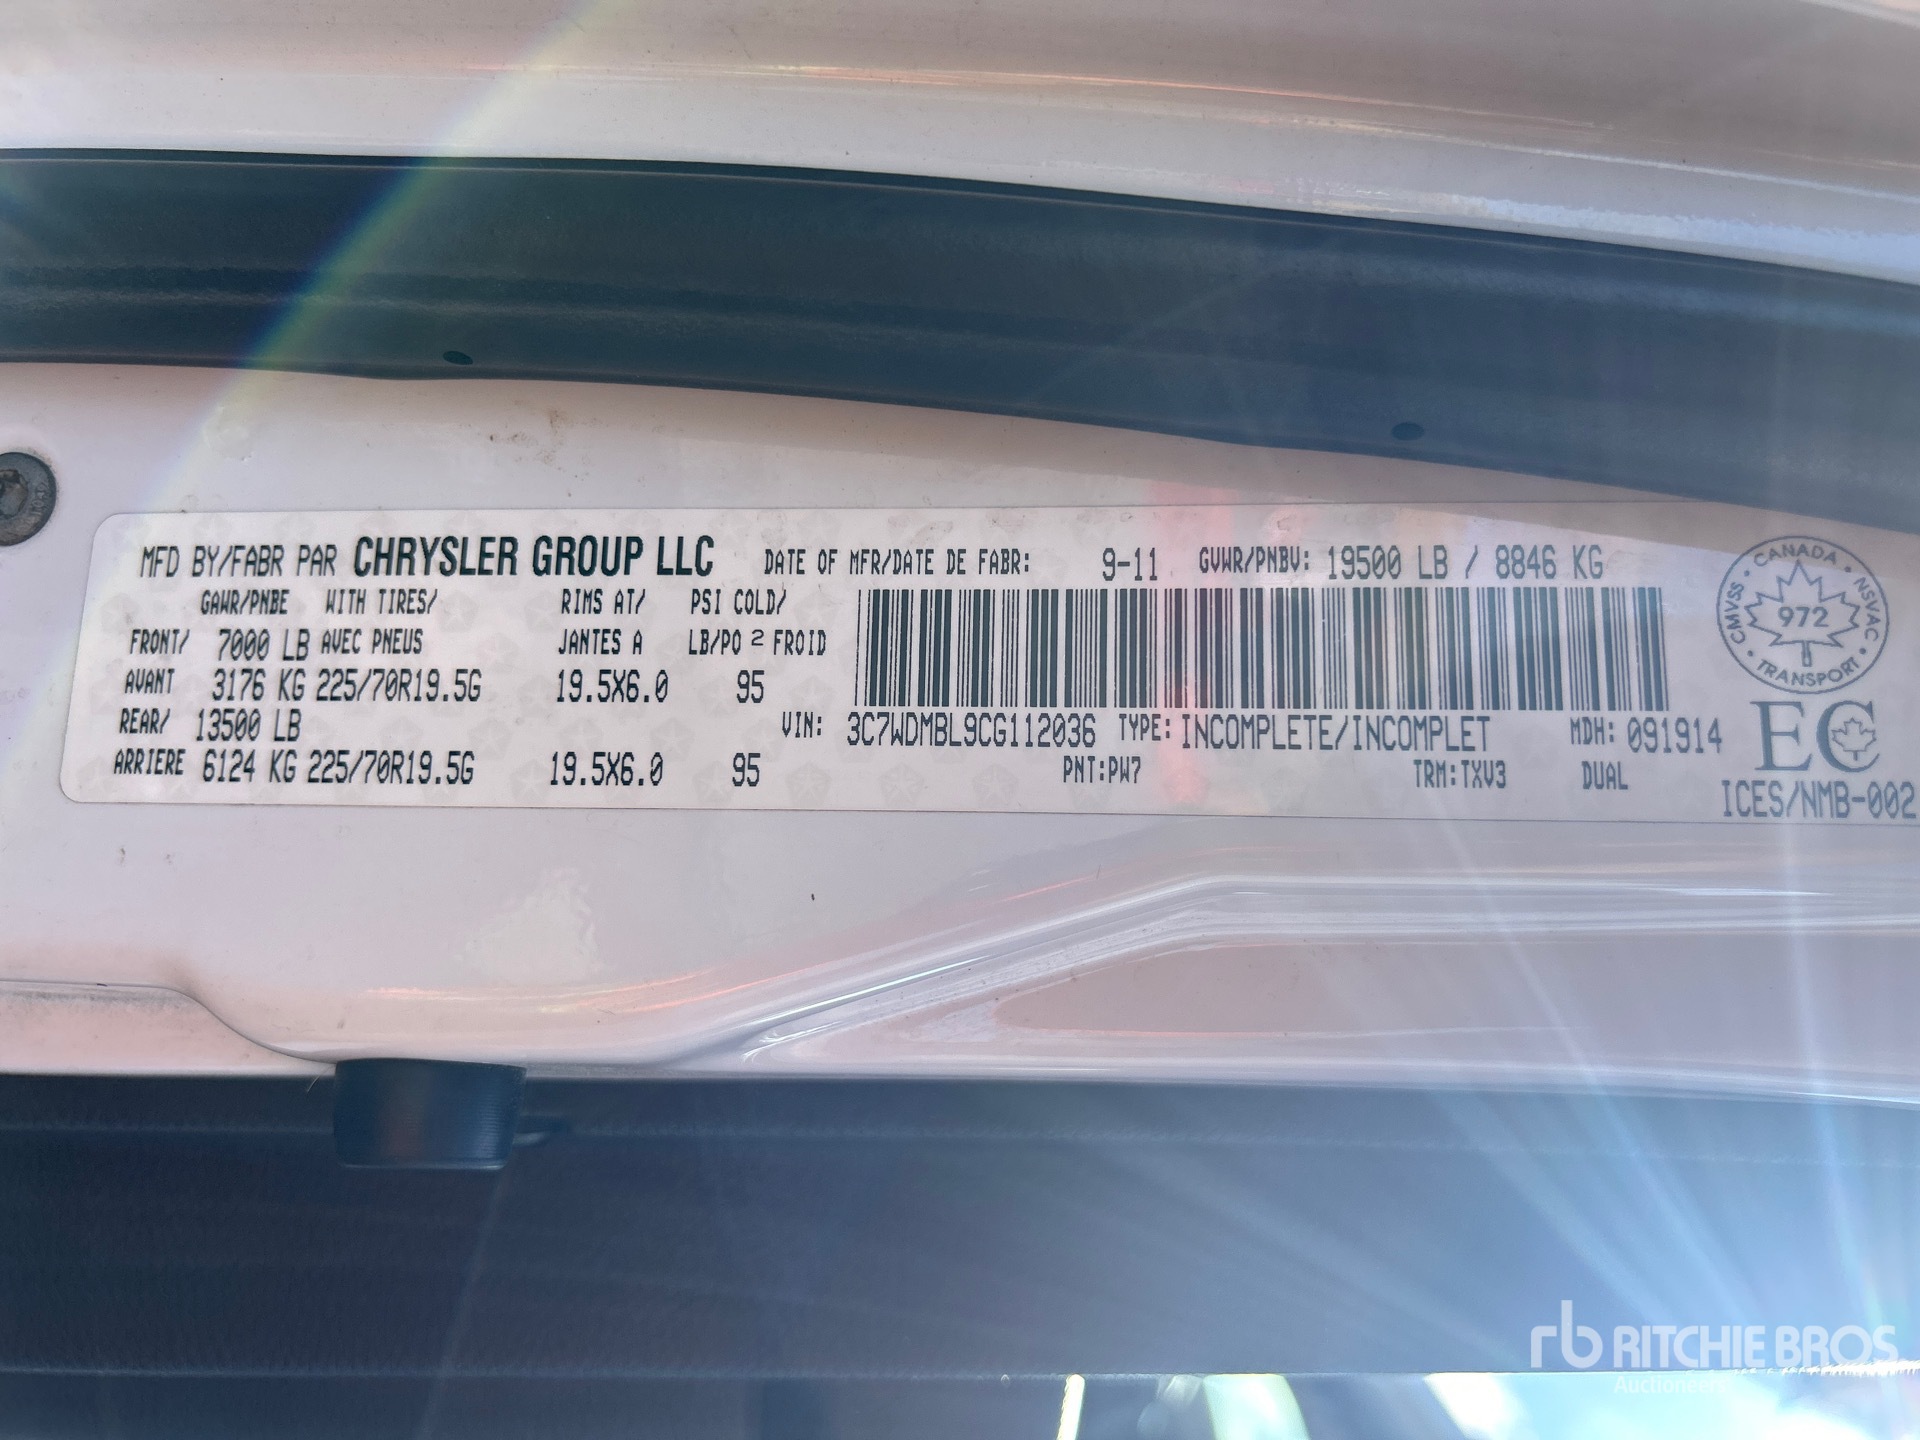 MFD BY/FABR PAR CHRYSLER GROUP LLC DATE OF MFR/DATE DE FABR: 9-11 GVWR/PNBV: 19500 LB / 8846 KG
GAWR/PNBE WITH TIRES/ RIMS AT/ PSI COLD/
FRONT/ 7000 LB AVEC PNEUS JANTES A LB/PO 2 FROID
AVANT 3176 KG 225/70R19.5G 19.5X6.0 95
REAR/ 13500 LB
ARRIERE 6124 KG 225/70R19.5G 19.5X6.0 95
VIN: 3C7WDMBL9CG112036 TYPE: INCOMPLETE/INCOMPLET MDH: 091914
PNT:PW7 TRM:TXV3 DUAL
CMVSS · CANADA · NSVAC · TRANSPORT ·
972
EC
ICES/NMB-002
rb RITCHIE BROS
Auctioneers